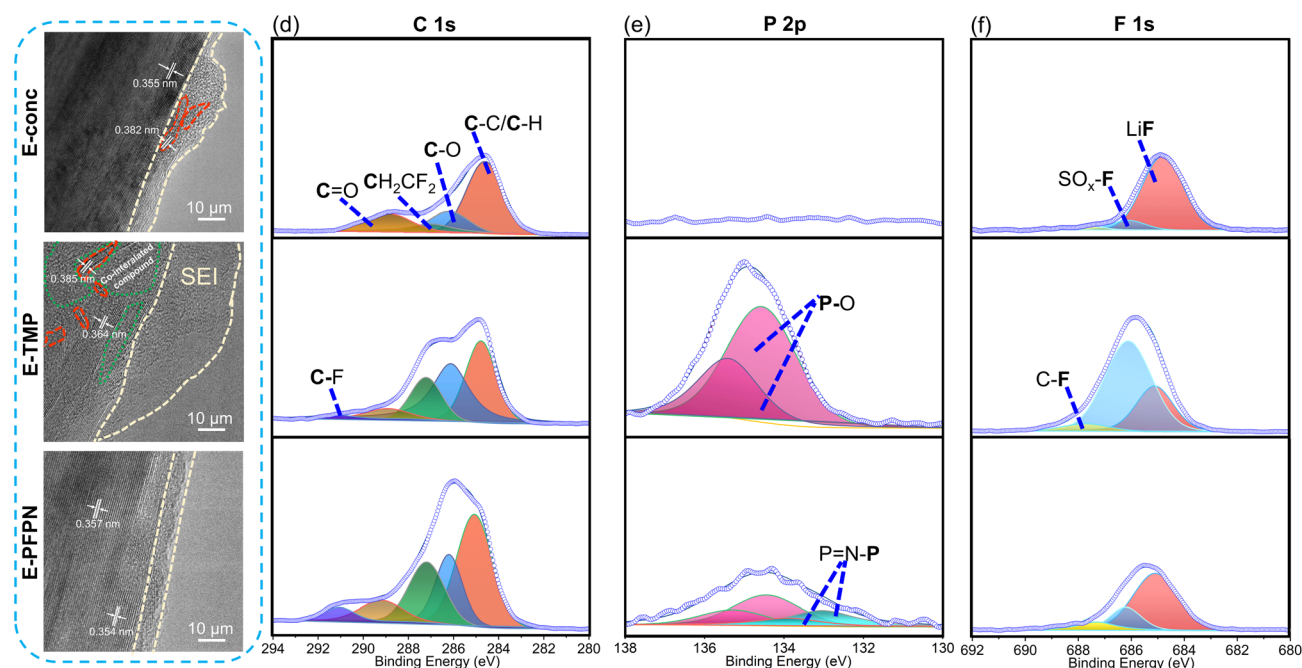 E-conc
0.355 nm
0.382 nm
10 μm
E-TMP
0.385 nm
Co-interalated
compound
0.364 nm
SEI
10 μm
E-PFPN
0.357 nm
0.354 nm
10 μm
(d)
C 1s
C=O
CH₂CF₂
C-O
C-C/C-H
C-F
294 292 290 288 286 284 282 280
Binding Energy (eV)
(e)
P 2p
P-O
P=N-P
138 136 134 132 130
Binding Energy (eV)
(f)
F 1s
SOₓ-F
LiF
C-F
692 690 688 686 684 682 680
Binding Energy (eV)